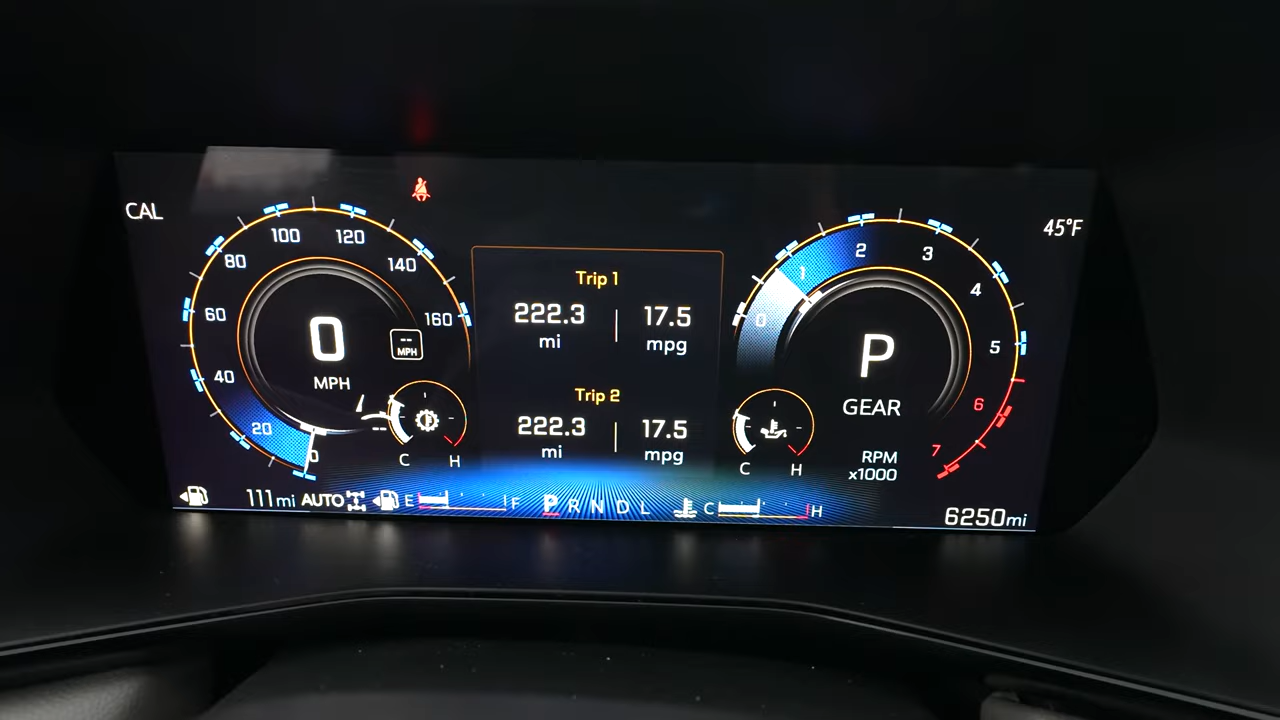 CAL
45°F
0
20
40
60
80
100
120
140
160
0
MPH
--
MPH
--
C H
Trip 1
222.3 17.5
mi mpg
Trip 2
222.3 17.5
mi mpg
0
1
2
3
4
5
6
7
P
GEAR
RPM
x1000
C H
111mi AUTO E F P R N D L C H
6250mi